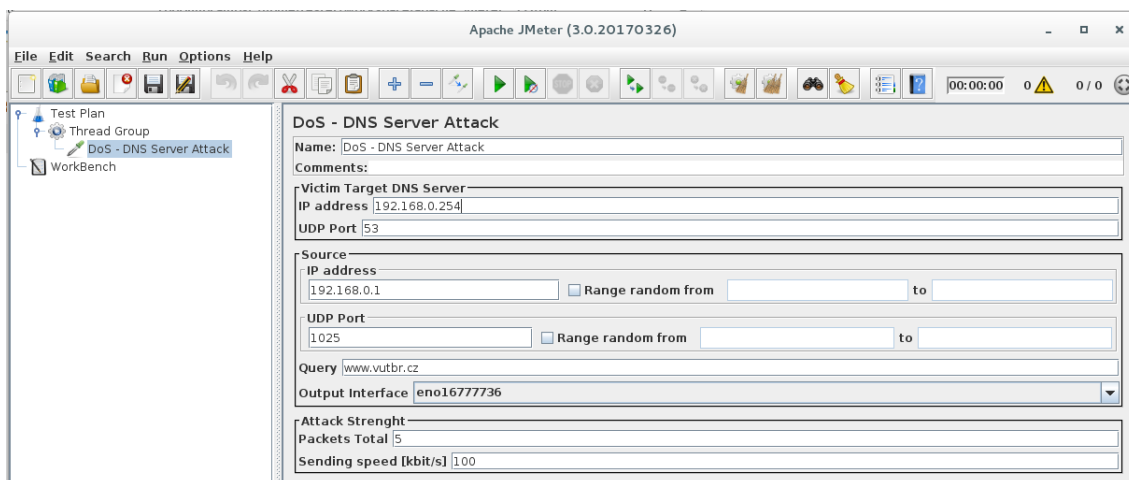 Apache JMeter (3.0.20170326)
File Edit Search Run Options Help
00:00:00 0 0 / 0
Test Plan
Thread Group
DoS - DNS Server Attack
WorkBench
DoS - DNS Server Attack
Name: DoS - DNS Server Attack
Comments:
Victim Target DNS Server
IP address 192.168.0.254
UDP Port 53
Source
IP address
192.168.0.1 Range random from to
UDP Port
1025 Range random from to
Query www.vutbr.cz
Output Interface eno16777736
Attack Strenght
Packets Total 5
Sending speed [kbit/s] 100